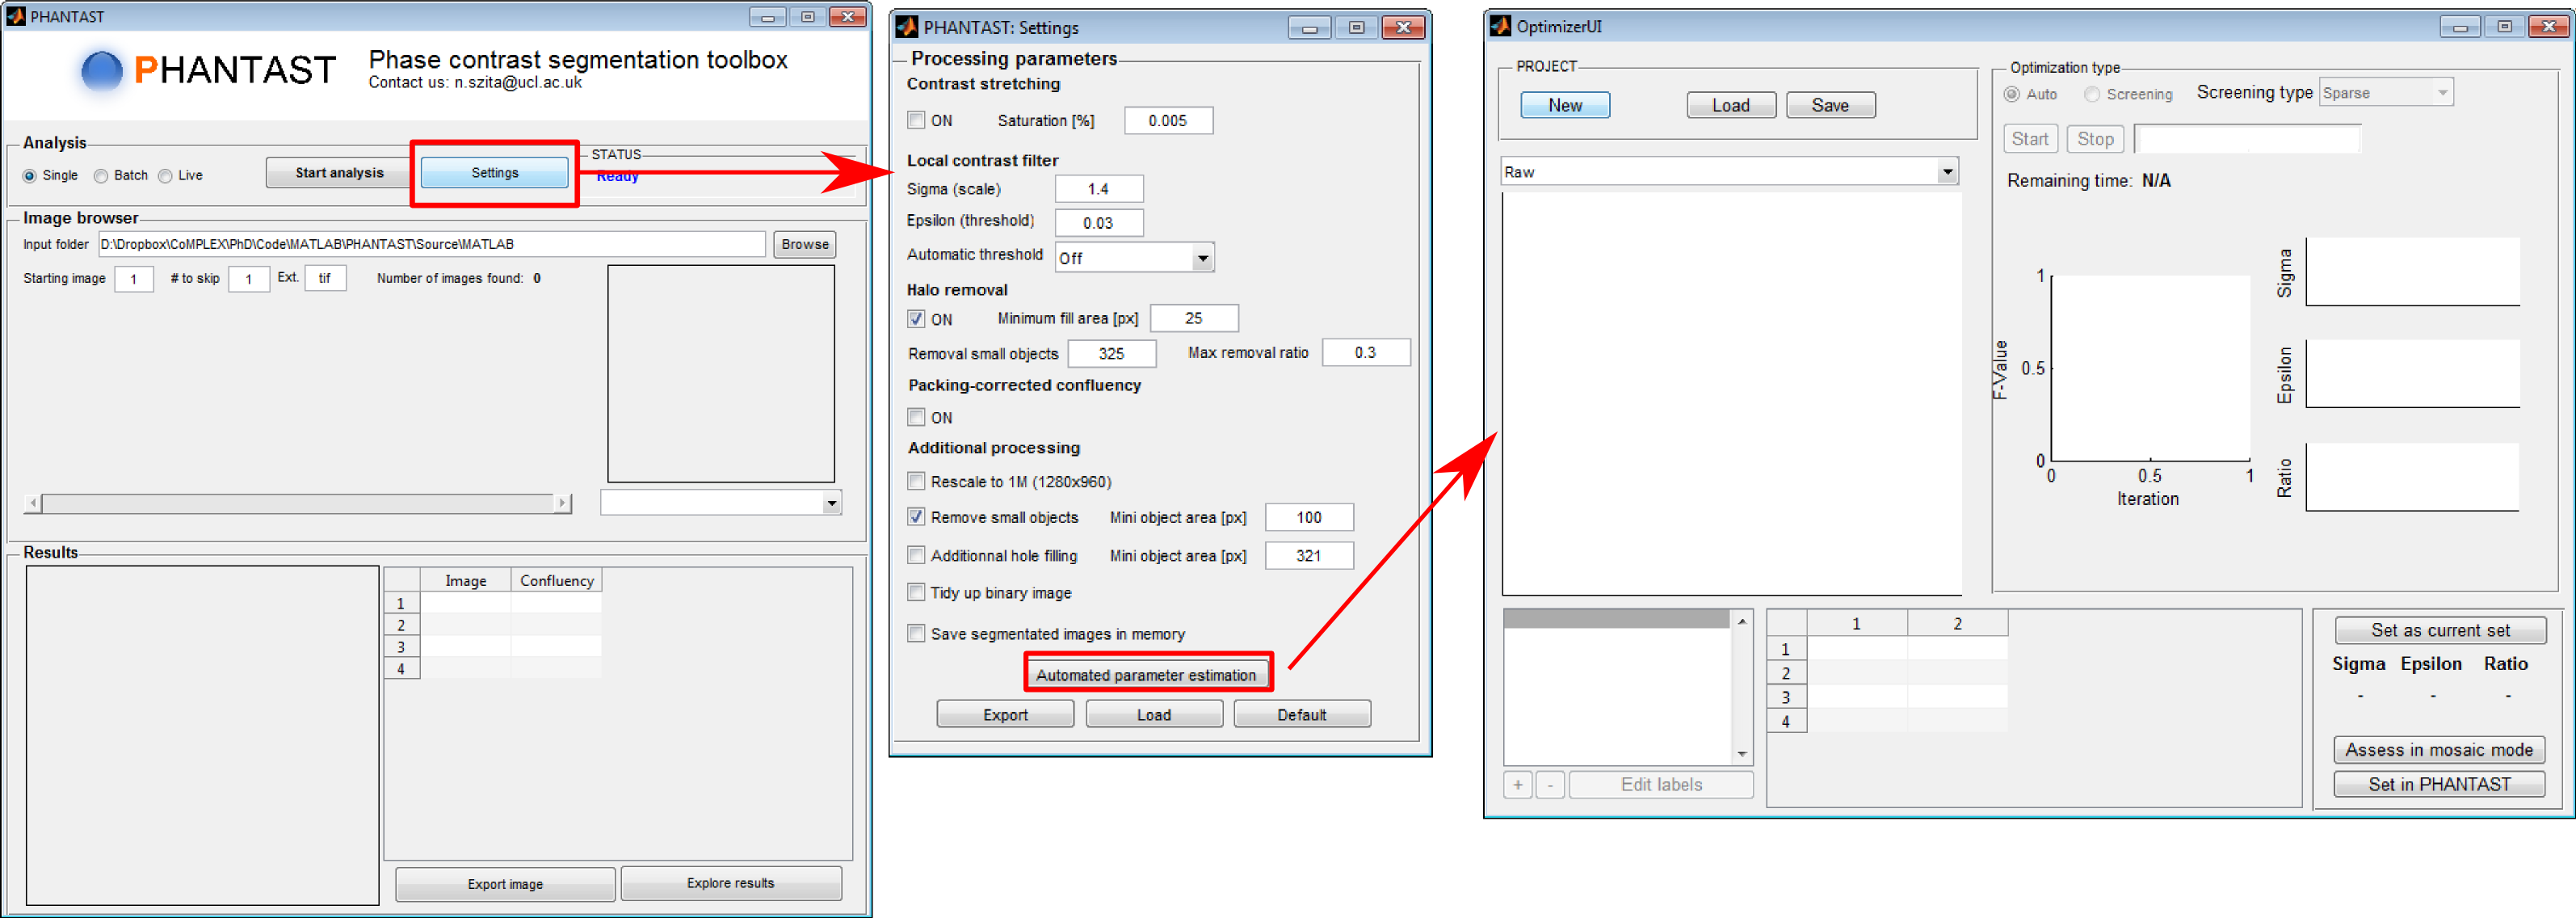 PHANTAST
PHANTAST
Phase contrast segmentation toolbox
Contact us: n.szita@ucl.ac.uk
Analysis
Single Batch Live
Start analysis
Settings
STATUS
Ready
Image browser
Input folder D:\Dropbox\CoMPLEX\PhD\Code\MATLAB\PHANTAST\Source\MATLAB Browse
Starting image 1 # to skip 1 Ext. tif Number of images found: 0
Results
Image Confluency
1
2
3
4
Export image Explore results
PHANTAST: Settings
Processing parameters
Contrast stretching
ON Saturation [%] 0.005
Local contrast filter
Sigma (scale) 1.4
Epsilon (threshold) 0.03
Automatic threshold Off
Halo removal
ON Minimum fill area [px] 25
Removal small objects 325 Max removal ratio 0.3
Packing-corrected confluency
ON
Additional processing
Rescale to 1M (1280x960)
Remove small objects Mini object area [px] 100
Additionnal hole filling Mini object area [px] 321
Tidy up binary image
Save segmentated images in memory
Automated parameter estimation
Export Load Default
OptimizerUI
PROJECT
New Load Save
Raw
Optimization type
Auto Screening Screening type Sparse
Start Stop
Remaining time: N/A
F-Value
1
0.5
0
0 0.5 1
Iteration
Sigma
Epsilon
Ratio
+ - Edit labels
1 2
1
2
3
4
Set as current set
Sigma Epsilon Ratio
- - -
Assess in mosaic mode
Set in PHANTAST